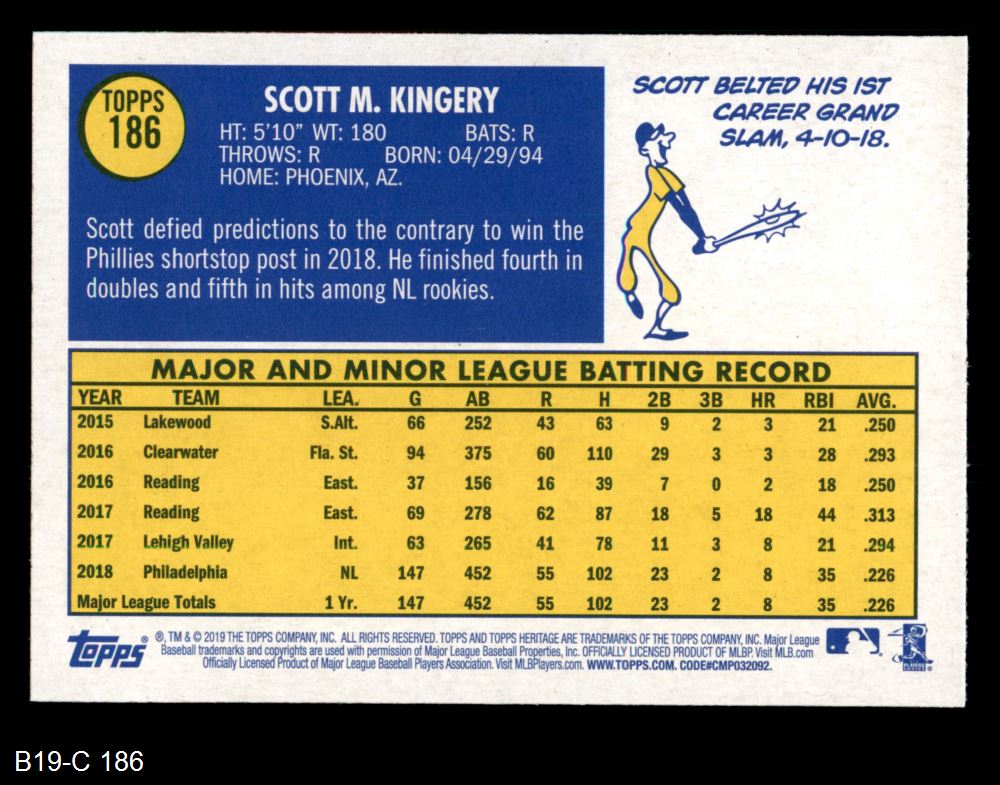 TOPPS
186
SCOTT M. KINGERY
HT: 5'10" WT: 180 BATS: R
THROWS: R BORN: 04/29/94
HOME: PHOENIX, AZ.
Scott defied predictions to the contrary to win the
Phillies shortstop post in 2018. He finished fourth in
doubles and fifth in hits among NL rookies.
SCOTT BELTED HIS 1ST
CAREER GRAND
SLAM, 4-10-18.
MAJOR AND MINOR LEAGUE BATTING RECORD
YEAR TEAM LEA. G AB R H 2B 3B HR RBI AVG.
2015 Lakewood S.Alt. 66 252 43 63 9 2 3 21 .250
2016 Clearwater Fla. St. 94 375 60 110 29 3 3 28 .293
2016 Reading East. 37 156 16 39 7 0 2 18 .250
2017 Reading East. 69 278 62 87 18 5 18 44 .313
2017 Lehigh Valley Int. 63 265 41 78 11 3 8 21 .294
2018 Philadelphia NL 147 452 55 102 23 2 8 35 .226
Major League Totals 1 Yr. 147 452 55 102 23 2 8 35 .226
Topps ®
®, TM & © 2019 THE TOPPS COMPANY, INC. ALL RIGHTS RESERVED. TOPPS AND TOPPS HERITAGE ARE TRADEMARKS OF THE TOPPS COMPANY, INC. Major League
Baseball trademarks and copyrights are used with permission of Major League Baseball Properties, Inc. OFFICIALLY LICENSED PRODUCT OF MLBP. Visit MLB.com
Officially Licensed Product of Major League Baseball Players Association. Visit MLBPlayers.com. WWW.TOPPS.COM. CODE#CMP032092.
B19-C 186